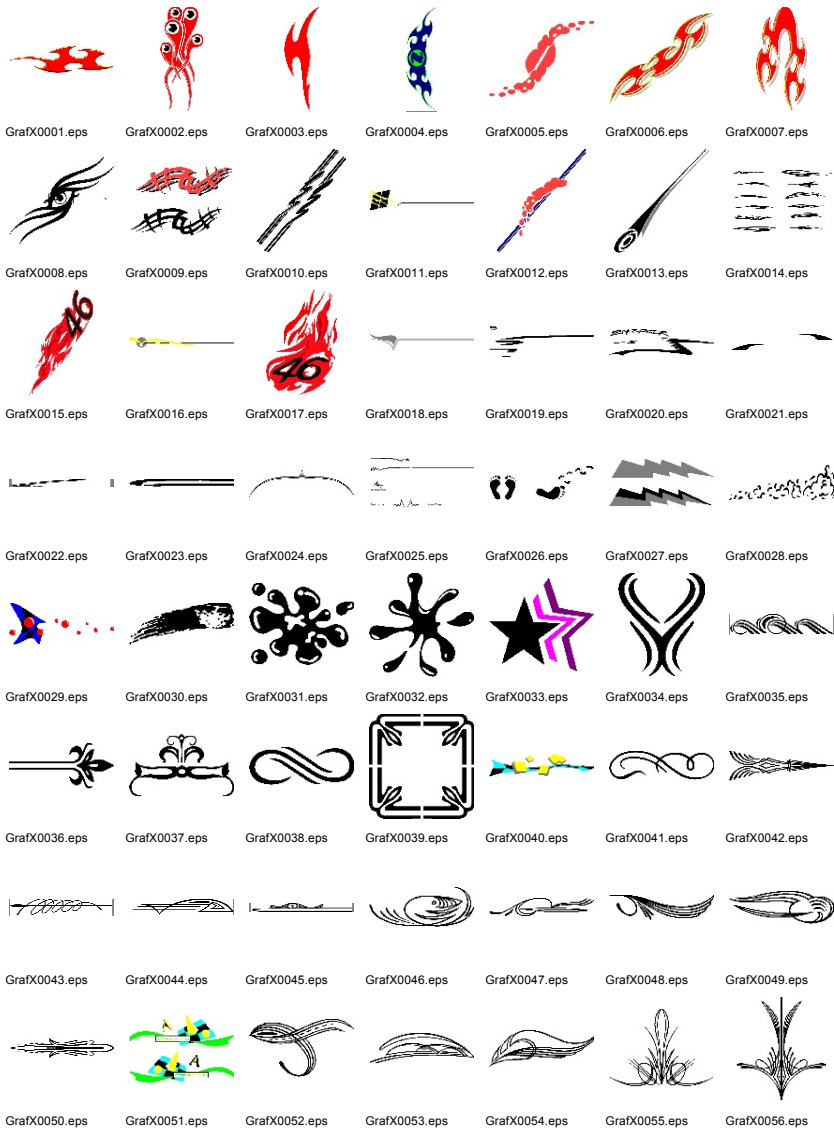 GrafX0001.eps GrafX0002.eps GrafX0003.eps GrafX0004.eps GrafX0005.eps GrafX0006.eps GrafX0007.eps
GrafX0008.eps GrafX0009.eps GrafX0010.eps GrafX0011.eps GrafX0012.eps GrafX0013.eps GrafX0014.eps
46
46
GrafX0015.eps GrafX0016.eps GrafX0017.eps GrafX0018.eps GrafX0019.eps GrafX0020.eps GrafX0021.eps
GrafX0022.eps GrafX0023.eps GrafX0024.eps GrafX0025.eps GrafX0026.eps GrafX0027.eps GrafX0028.eps
GrafX0029.eps GrafX0030.eps GrafX0031.eps GrafX0032.eps GrafX0033.eps GrafX0034.eps GrafX0035.eps
GrafX0036.eps GrafX0037.eps GrafX0038.eps GrafX0039.eps GrafX0040.eps GrafX0041.eps GrafX0042.eps
GrafX0043.eps GrafX0044.eps GrafX0045.eps GrafX0046.eps GrafX0047.eps GrafX0048.eps GrafX0049.eps
A
A
GrafX0050.eps GrafX0051.eps GrafX0052.eps GrafX0053.eps GrafX0054.eps GrafX0055.eps GrafX0056.eps